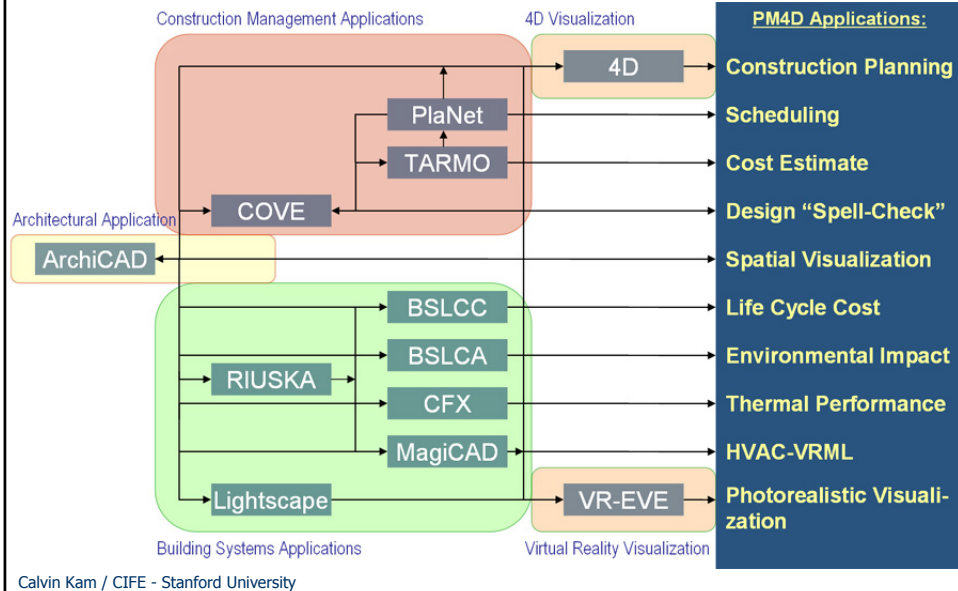 Construction Management Applications
4D Visualization
PM4D Applications:
4D
Construction Planning
PlaNet
Scheduling
TARMO
Cost Estimate
COVE
Design “Spell-Check”
Architectural Application
ArchiCAD
Spatial Visualization
BSLCC
Life Cycle Cost
BSLCA
Environmental Impact
RIUSKA
CFX
Thermal Performance
MagiCAD
HVAC-VRML
Lightscape
VR-EVE
Photorealistic Visuali-
zation
Building Systems Applications
Virtual Reality Visualization
Calvin Kam / CIFE - Stanford University